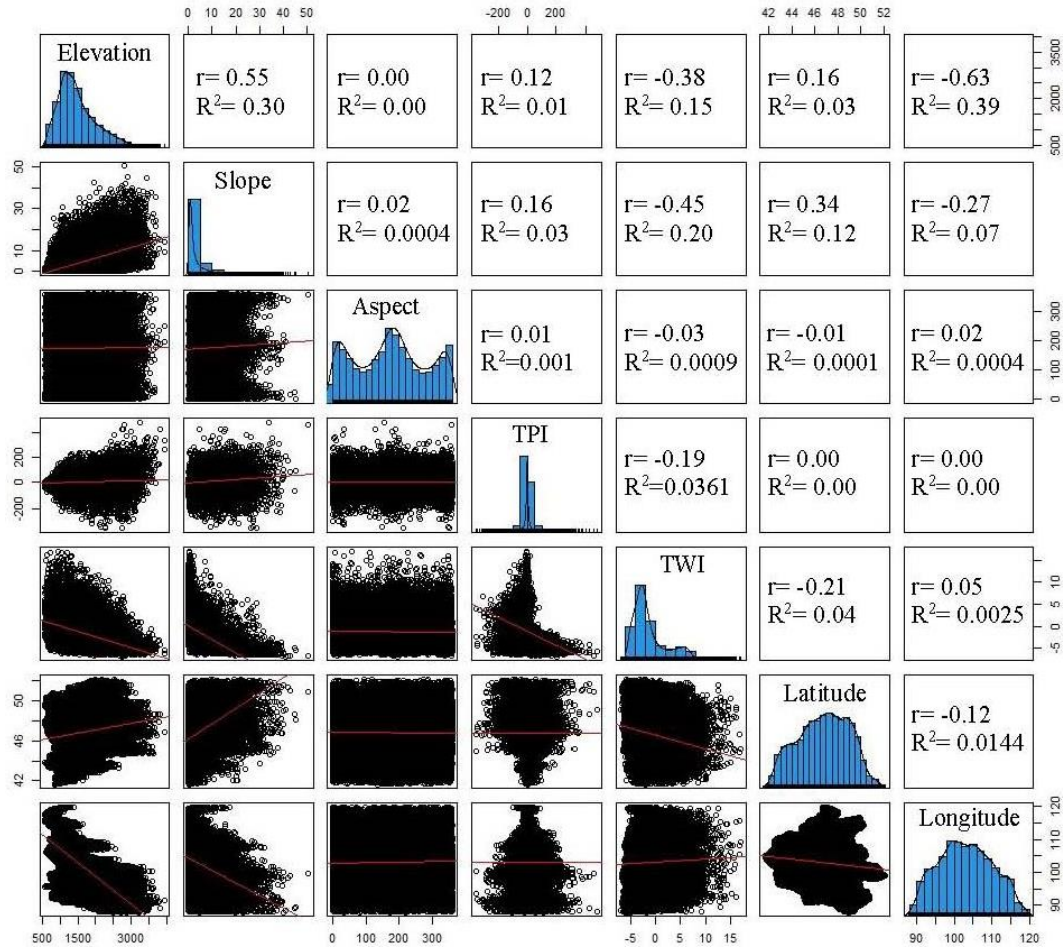 0 10 20 30 40 50
-200 0 200
42 44 46 48 50 52
Elevation
r= 0.55
R²= 0.30
r= 0.00
R²= 0.00
r= 0.12
R²= 0.01
r= -0.38
R²= 0.15
r= 0.16
R²= 0.03
r= -0.63
R²= 0.39
500 2000 3500
0 10 30 50
Slope
r= 0.02
R²= 0.0004
r= 0.16
R²= 0.03
r= -0.45
R²= 0.20
r= 0.34
R²= 0.12
r= -0.27
R²= 0.07
Aspect
r= 0.01
R²=0.001
r= -0.03
R²= 0.0009
r= -0.01
R²= 0.0001
r= 0.02
R²= 0.0004
0 100 200 300
-200 0 200
TPI
r= -0.19
R²=0.0361
r= 0.00
R²= 0.00
r= 0.00
R²= 0.00
TWI
r= -0.21
R²= 0.04
r= 0.05
R²= 0.0025
-5 0 5 10 15
42 46 50
Latitude
r= -0.12
R²= 0.0144
Longitude
90 100 110 120
500 1500 3000
0 100 200 300
-5 0 5 10 15
90 100 110 120